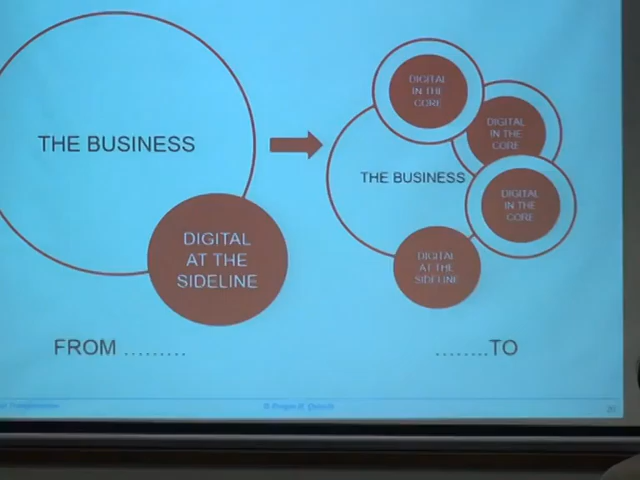 THE BUSINESS
DIGITAL
AT THE
SIDELINE
FROM .........
DIGITAL
IN THE
CORE
DIGITAL
IN THE
CORE
THE BUSINESS
DIGITAL
IN THE
CORE
DIGITAL
AT THE
SIDELINE
........TO